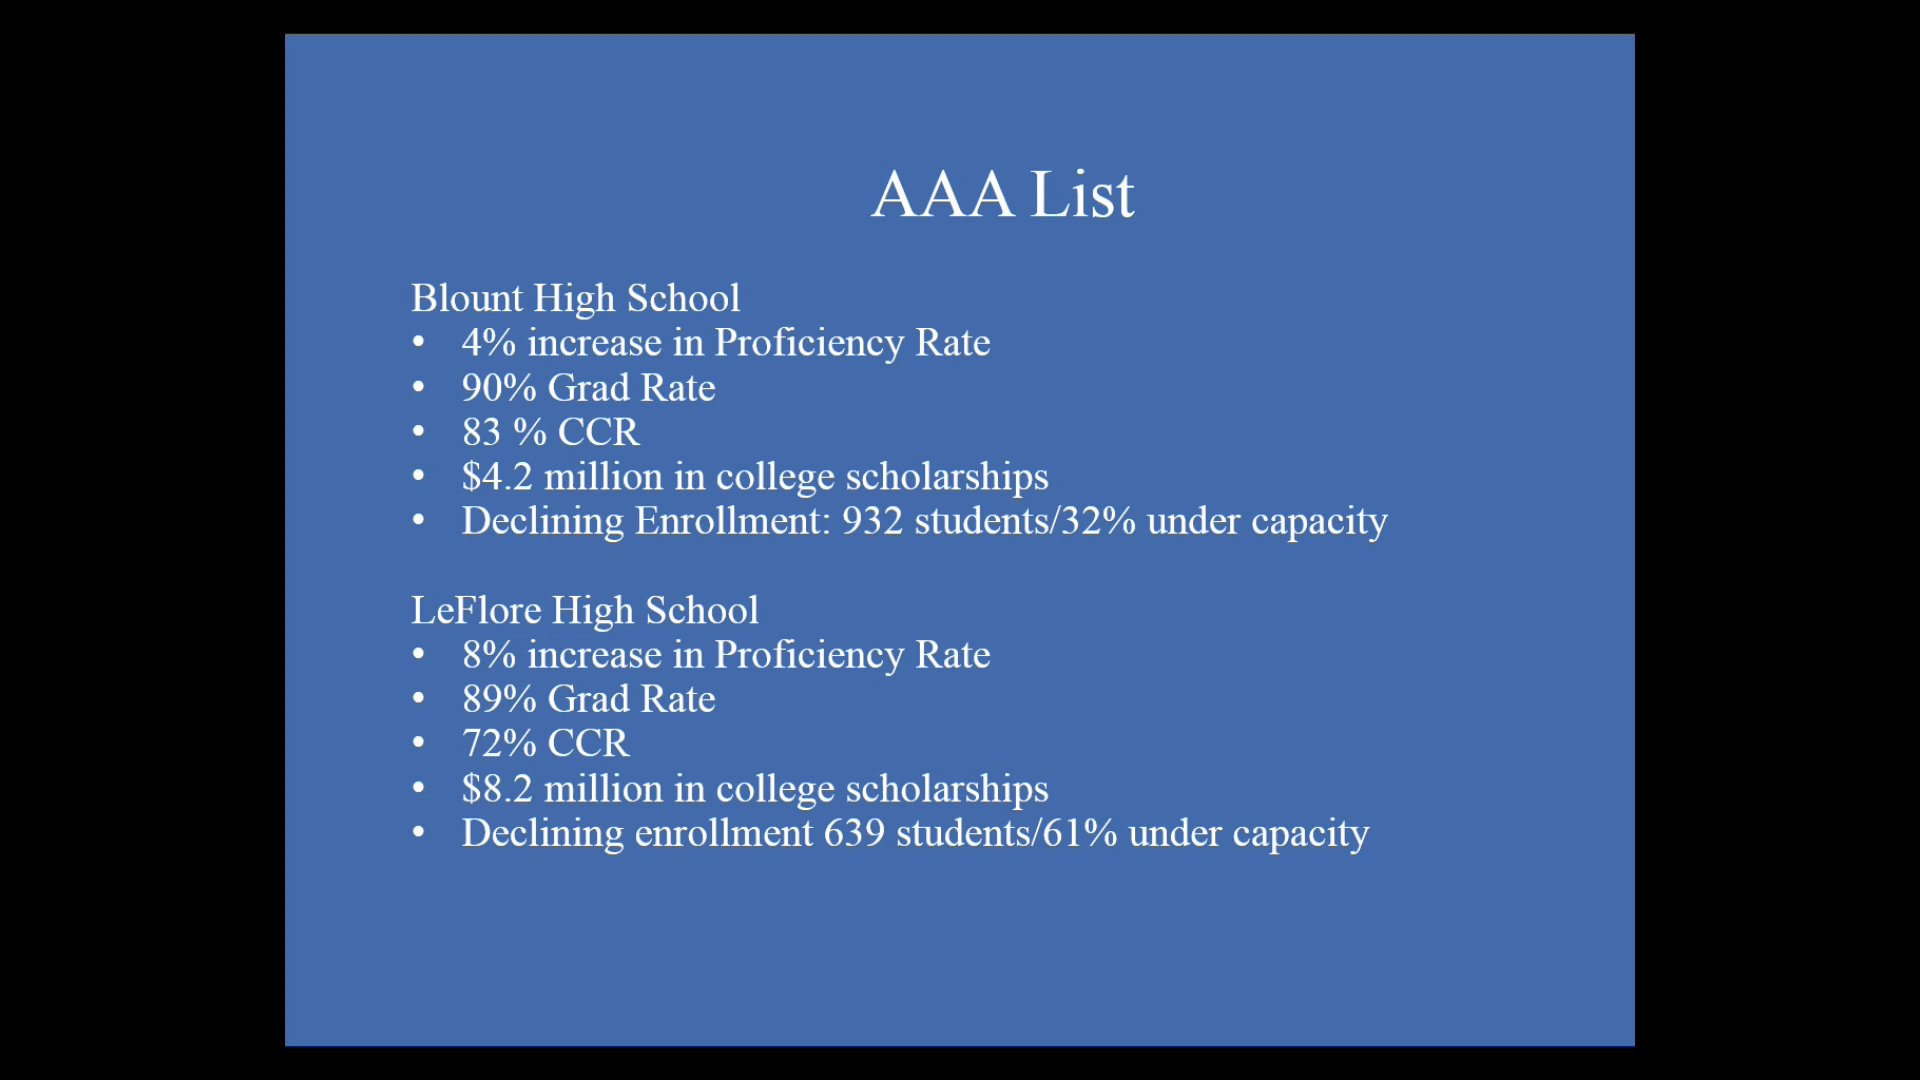 AAA List
Blount High School
• 4% increase in Proficiency Rate
• 90% Grad Rate
• 83 % CCR
• $4.2 million in college scholarships
• Declining Enrollment: 932 students/32% under capacity
LeFlore High School
• 8% increase in Proficiency Rate
• 89% Grad Rate
• 72% CCR
• $8.2 million in college scholarships
• Declining enrollment 639 students/61% under capacity